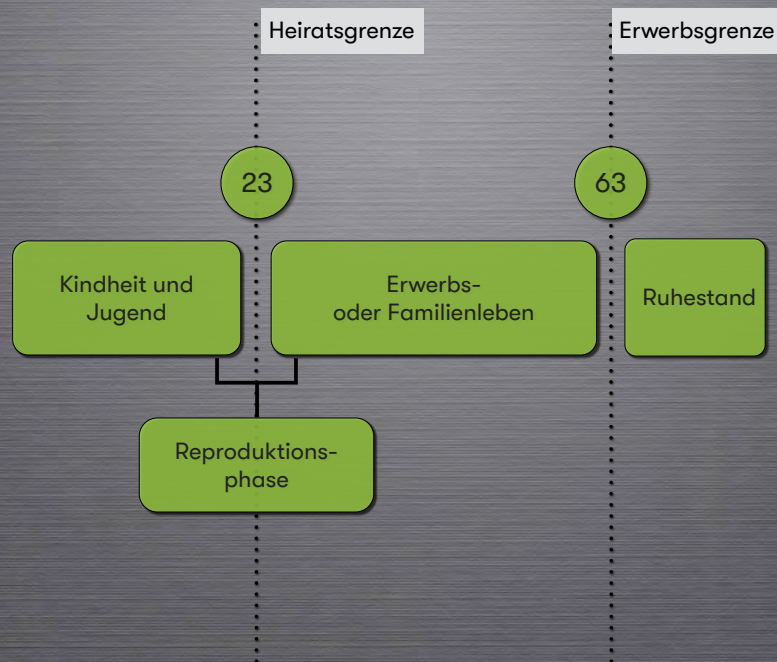 Heiratsgrenze
Erwerbsgrenze
23
63
Kindheit und
Jugend
Erwerbs-
oder Familienleben
Ruhestand
Reproduktions-
phase